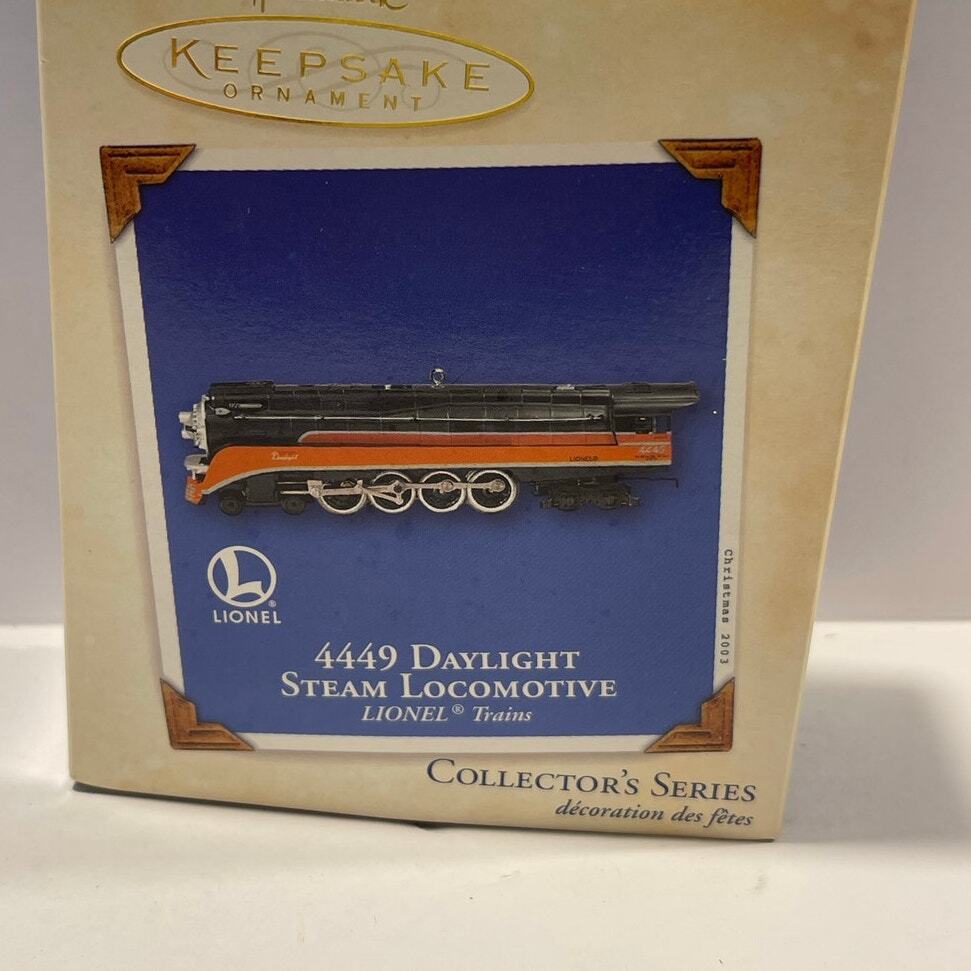 KEEPSAKE
ORNAMENT
Daylight
LIONEL®
4449
L®
LIONEL
Christmas 2003
4449 DAYLIGHT
STEAM LOCOMOTIVE
LIONEL® Trains
COLLECTOR'S SERIES
décoration des fêtes